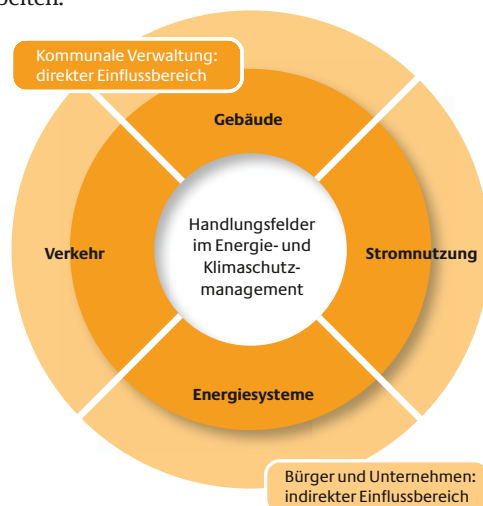 Kommunale Verwaltung:
direkter Einflussbereich
Gebäude
Verkehr
Handlungsfelder
im Energie- und
Klimaschutz-
management
Stromnutzung
Energiesysteme
Bürger und Unternehmen:
indirekter Einflussbereich